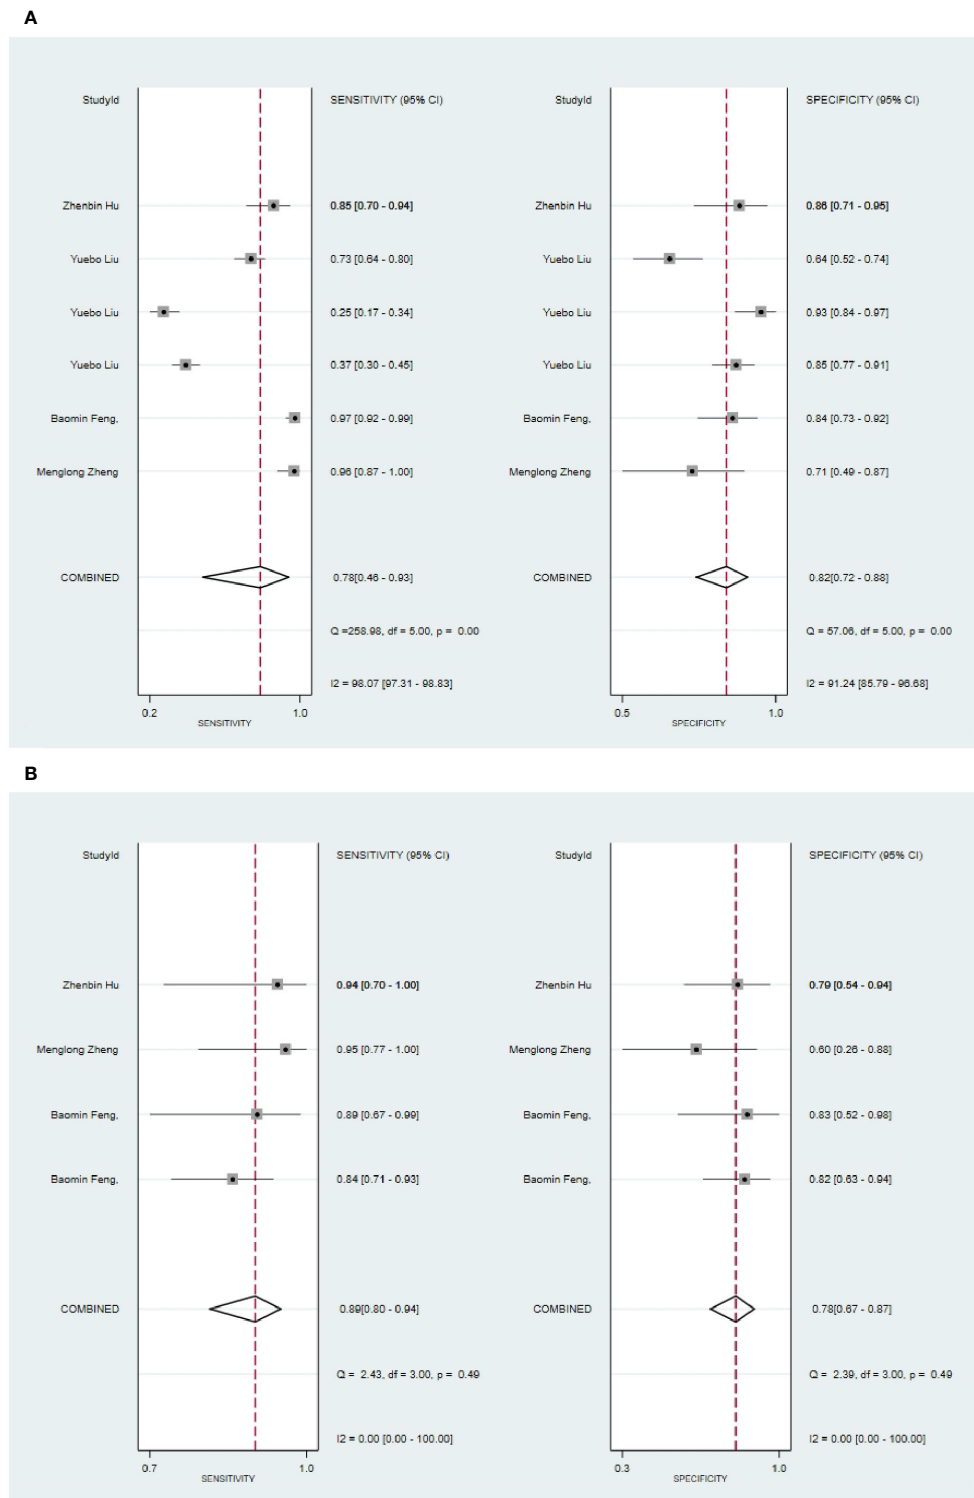 A
StudyId SENSITIVITY (95% CI) StudyId SPECIFICITY (95% CI)
Zhenbin Hu 0.85 [0.70 - 0.94] Zhenbin Hu 0.86 [0.71 - 0.95]
Yuebo Liu 0.73 [0.64 - 0.80] Yuebo Liu 0.64 [0.52 - 0.74]
Yuebo Liu 0.25 [0.17 - 0.34] Yuebo Liu 0.93 [0.84 - 0.97]
Yuebo Liu 0.37 [0.30 - 0.45] Yuebo Liu 0.85 [0.77 - 0.91]
Baomin Feng, 0.97 [0.92 - 0.99] Baomin Feng, 0.84 [0.73 - 0.92]
Menglong Zheng 0.96 [0.87 - 1.00] Menglong Zheng 0.71 [0.49 - 0.87]
COMBINED 0.78[0.46 - 0.93] COMBINED 0.82[0.72 - 0.88]
Q =258.98, df = 5.00, p = 0.00 Q = 57.06, df = 5.00, p = 0.00
I2 = 98.07 [97.31 - 98.83] I2 = 91.24 [85.79 - 96.68]
0.2 1.0 0.5 1.0
SENSITIVITY SPECIFICITY
B
StudyId SENSITIVITY (95% CI) StudyId SPECIFICITY (95% CI)
Zhenbin Hu 0.94 [0.70 - 1.00] Zhenbin Hu 0.79 [0.54 - 0.94]
Menglong Zheng 0.95 [0.77 - 1.00] Menglong Zheng 0.60 [0.26 - 0.88]
Baomin Feng, 0.89 [0.67 - 0.99] Baomin Feng, 0.83 [0.52 - 0.98]
Baomin Feng, 0.84 [0.71 - 0.93] Baomin Feng, 0.82 [0.63 - 0.94]
COMBINED 0.89[0.80 - 0.94] COMBINED 0.78[0.67 - 0.87]
Q = 2.43, df = 3.00, p = 0.49 Q = 2.39, df = 3.00, p = 0.49
I2 = 0.00 [0.00 - 100.00] I2 = 0.00 [0.00 - 100.00]
0.7 1.0 0.3 1.0
SENSITIVITY SPECIFICITY